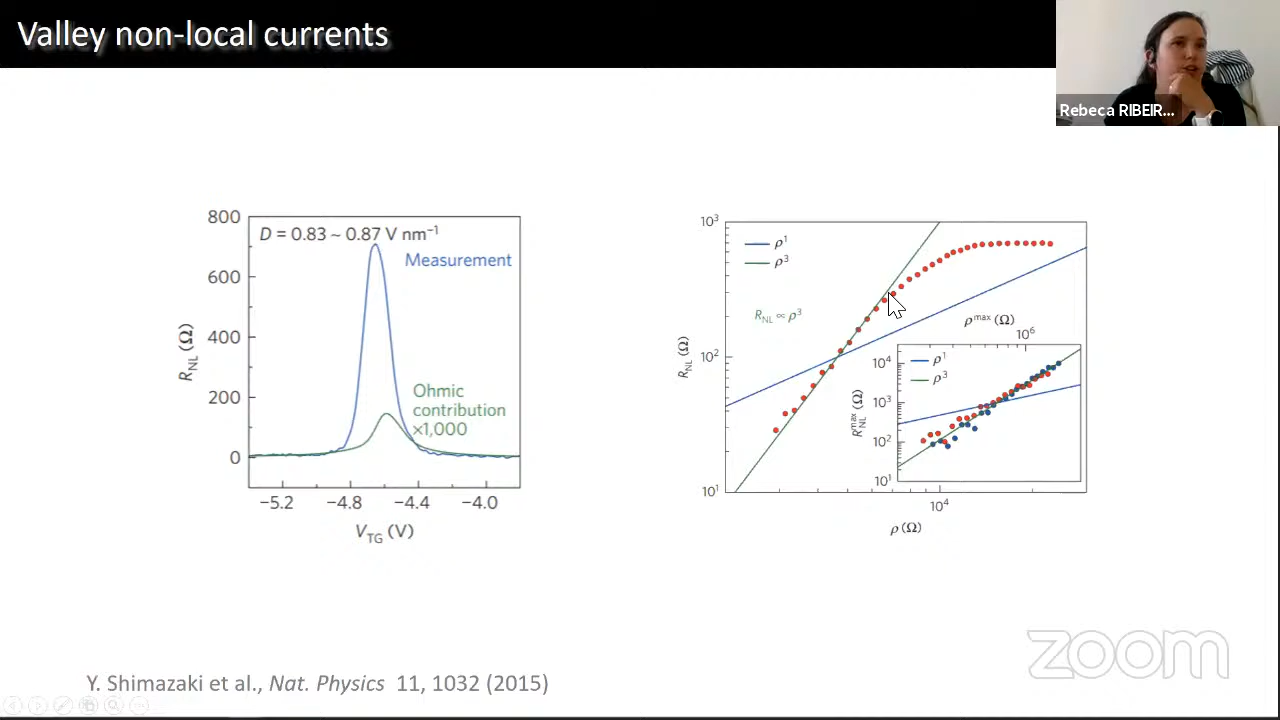 Valley non-local currents
Rebeca RIBEIR...
800
600
400
200
0
D = 0.83 ~ 0.87 V nm⁻¹
Measurement
Ohmic
contribution
×1,000
R_NL (Ω)
−5.2
−4.8
−4.4
−4.0
V_TG (V)
10³
10²
10¹
ρ¹
ρ³
R_NL ∝ ρ³
R_NL (Ω)
10⁴
ρ (Ω)
ρ^max (Ω)
10⁶
10⁴
10³
10²
10¹
ρ¹
ρ³
R_NL^max (Ω)
zoom
Y. Shimazaki et al., Nat. Physics 11, 1032 (2015)